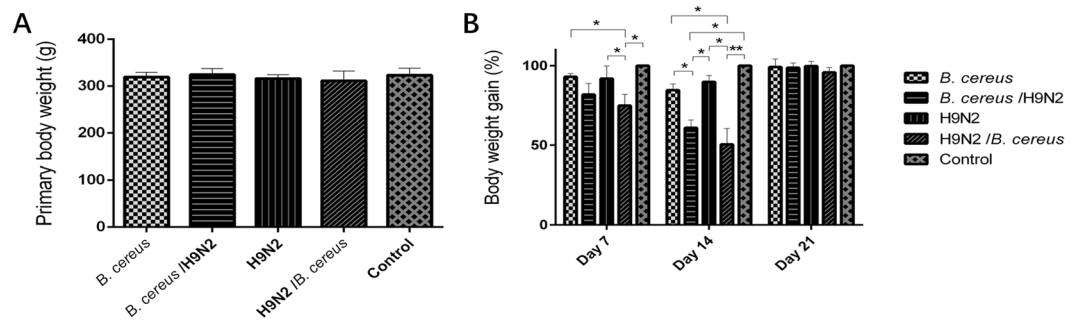 A
Primary body weight (g)
400
300
200
100
0
B. cereus
B. cereus /H9N2
H9N2
H9N2 /B. cereus
Control
B
Body weight gain (%)
100
50
0
*
*
*
*
*
*
*
*
**
Day 7
Day 14
Day 21
B. cereus
B. cereus /H9N2
H9N2
H9N2 /B. cereus
Control